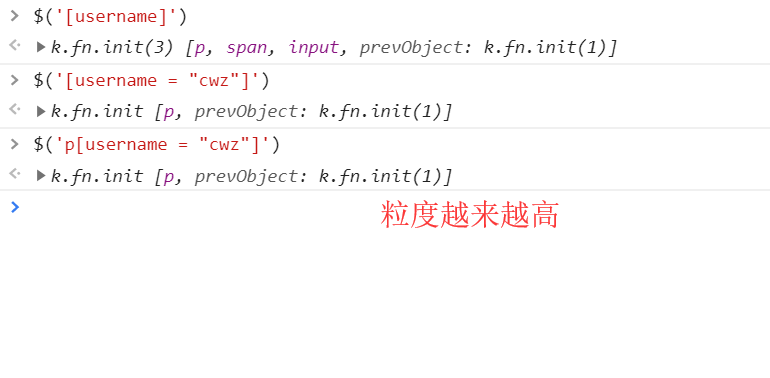 > $('[username]')
<· ▶k.fn.init(3) [p, span, input, prevObject: k.fn.init(1)]
> $('[username = "cwz"]')
<· ▶k.fn.init [p, prevObject: k.fn.init(1)]
> $('p[username = "cwz"]')
<· ▶k.fn.init [p, prevObject: k.fn.init(1)]
>
粒度越来越高